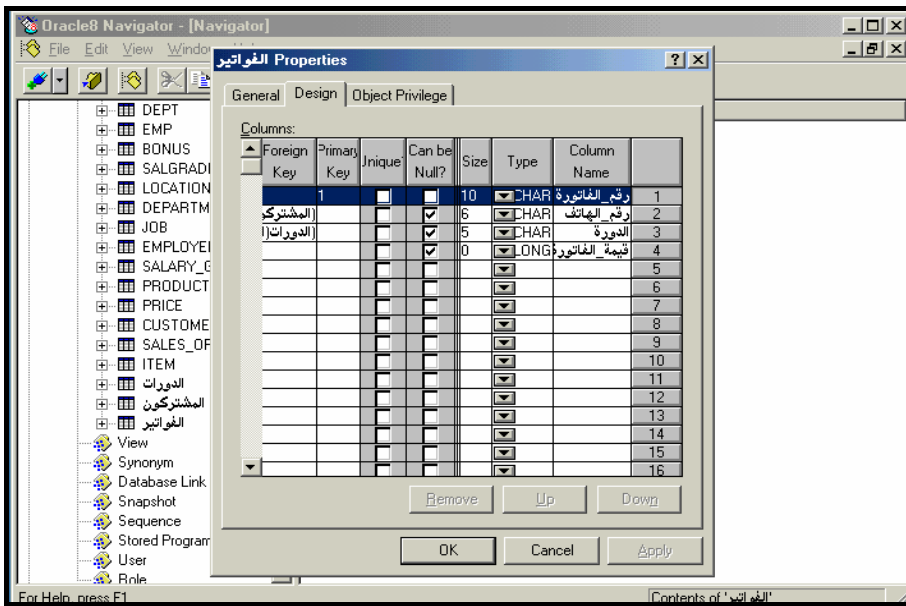 Oracle8 Navigator - [Navigator]
File Edit View Window
الفواتير Properties
General Design Object Privilege
Columns:
Foreign Key Primary Key Unique? Can be Null? Size Type Column Name
1 10 CHAR رقم_الفاتورة 1
(المشتركو 6 CHAR رقم_الهاتف 2
(الدورات(ا 5 CHAR الدورة 3
0 LONG قيمة_الفاتورة 4
5
6
7
8
9
10
11
12
13
14
15
16
Remove Up Down
OK Cancel Apply
DEPT
EMP
BONUS
SALGRADI
LOCATION
DEPARTM
JOB
EMPLOYEI
SALARY_G
PRODUCT
PRICE
CUSTOME
SALES_OF
ITEM
الدورات
المشتركون
الفواتير
View
Synonym
Database Link
Snapshot
Sequence
Stored Program
User
Role
For Help, press F1
Contents of 'الفواتير'